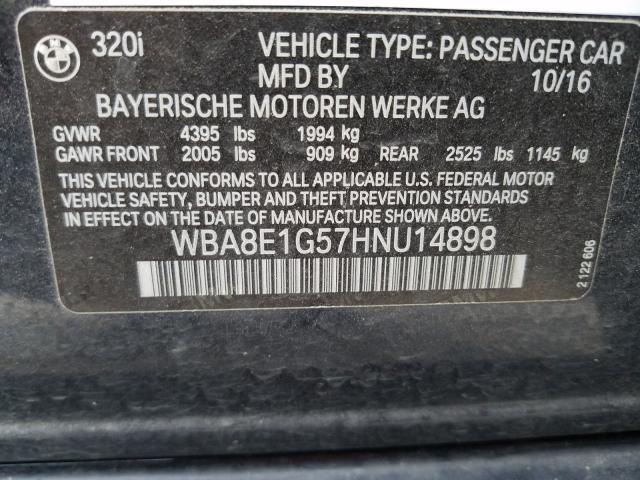 320i VEHICLE TYPE: PASSENGER CAR
MFD BY 10/16
BAYERISCHE MOTOREN WERKE AG
GVWR 4395 lbs 1994 kg
GAWR FRONT 2005 lbs 909 kg REAR 2525 lbs 1145 kg
THIS VEHICLE CONFORMS TO ALL APPLICABLE U.S. FEDERAL MOTOR
VEHICLE SAFETY, BUMPER AND THEFT PREVENTION STANDARDS
IN EFFECT ON THE DATE OF MANUFACTURE SHOWN ABOVE.
WBA8E1G57HNU14898
2 122 606